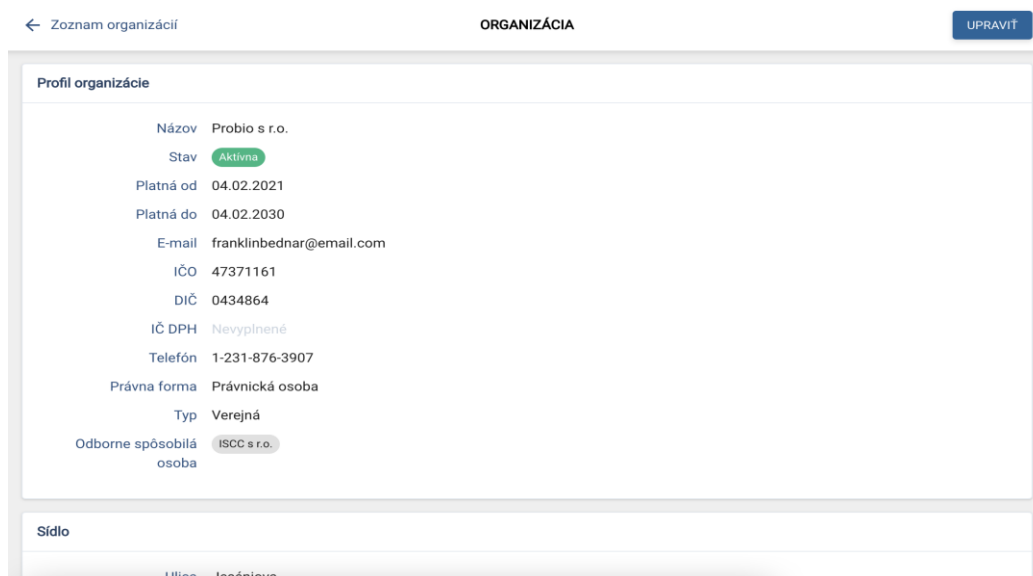 ← Zoznam organizácií
ORGANIZÁCIA
UPRAVIŤ
Profil organizácie
Názov Probio s r.o.
Stav Aktívna
Platná od 04.02.2021
Platná do 04.02.2030
E-mail franklinbednar@email.com
IČO 47371161
DIČ 0434864
IČ DPH Nevyplnené
Telefón 1-231-876-3907
Právna forma Právnická osoba
Typ Verejná
Odborne spôsobilá ISCC s r.o.
osoba
Sídlo
Ulica